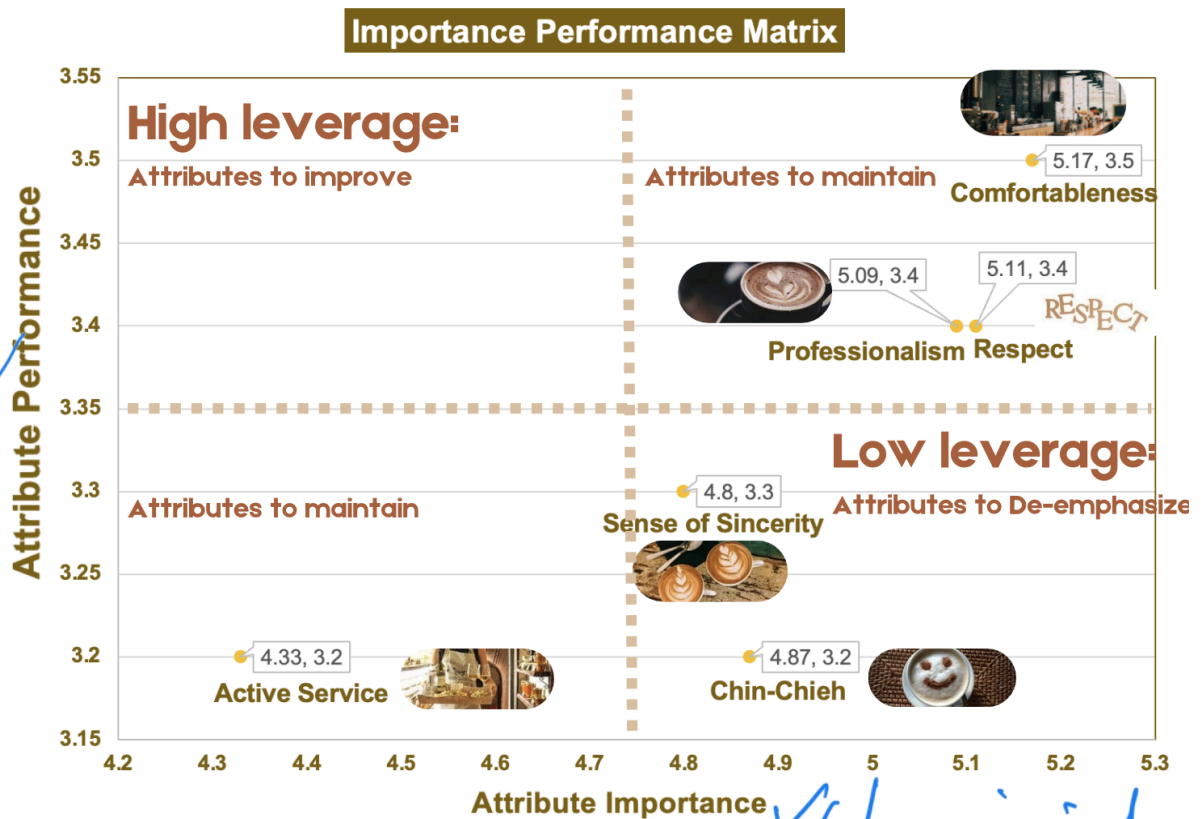 Importance Performance Matrix
3.55
High leverage:
3.5
5.17, 3.5
Attributes to improve
Attributes to maintain
Comfortableness
3.45
5.09, 3.4
5.11, 3.4
RESPECT
3.4
Professionalism
Respect
3.35
Low leverage:
3.3
4.8, 3.3
Attributes to maintain
Sense of Sincerity
Attributes to De-emphasize
3.25
3.2
4.33, 3.2
4.87, 3.2
Active Service
Chin-Chieh
3.15
4.2 4.3 4.4 4.5 4.6 4.7 4.8 4.9 5 5.1 5.2 5.3
Attribute Performance
Attribute Importance